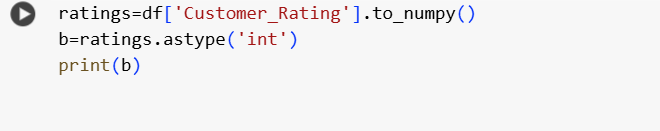 ratings=df['Customer_Rating'].to_numpy()
b=ratings.astype('int')
print(b)